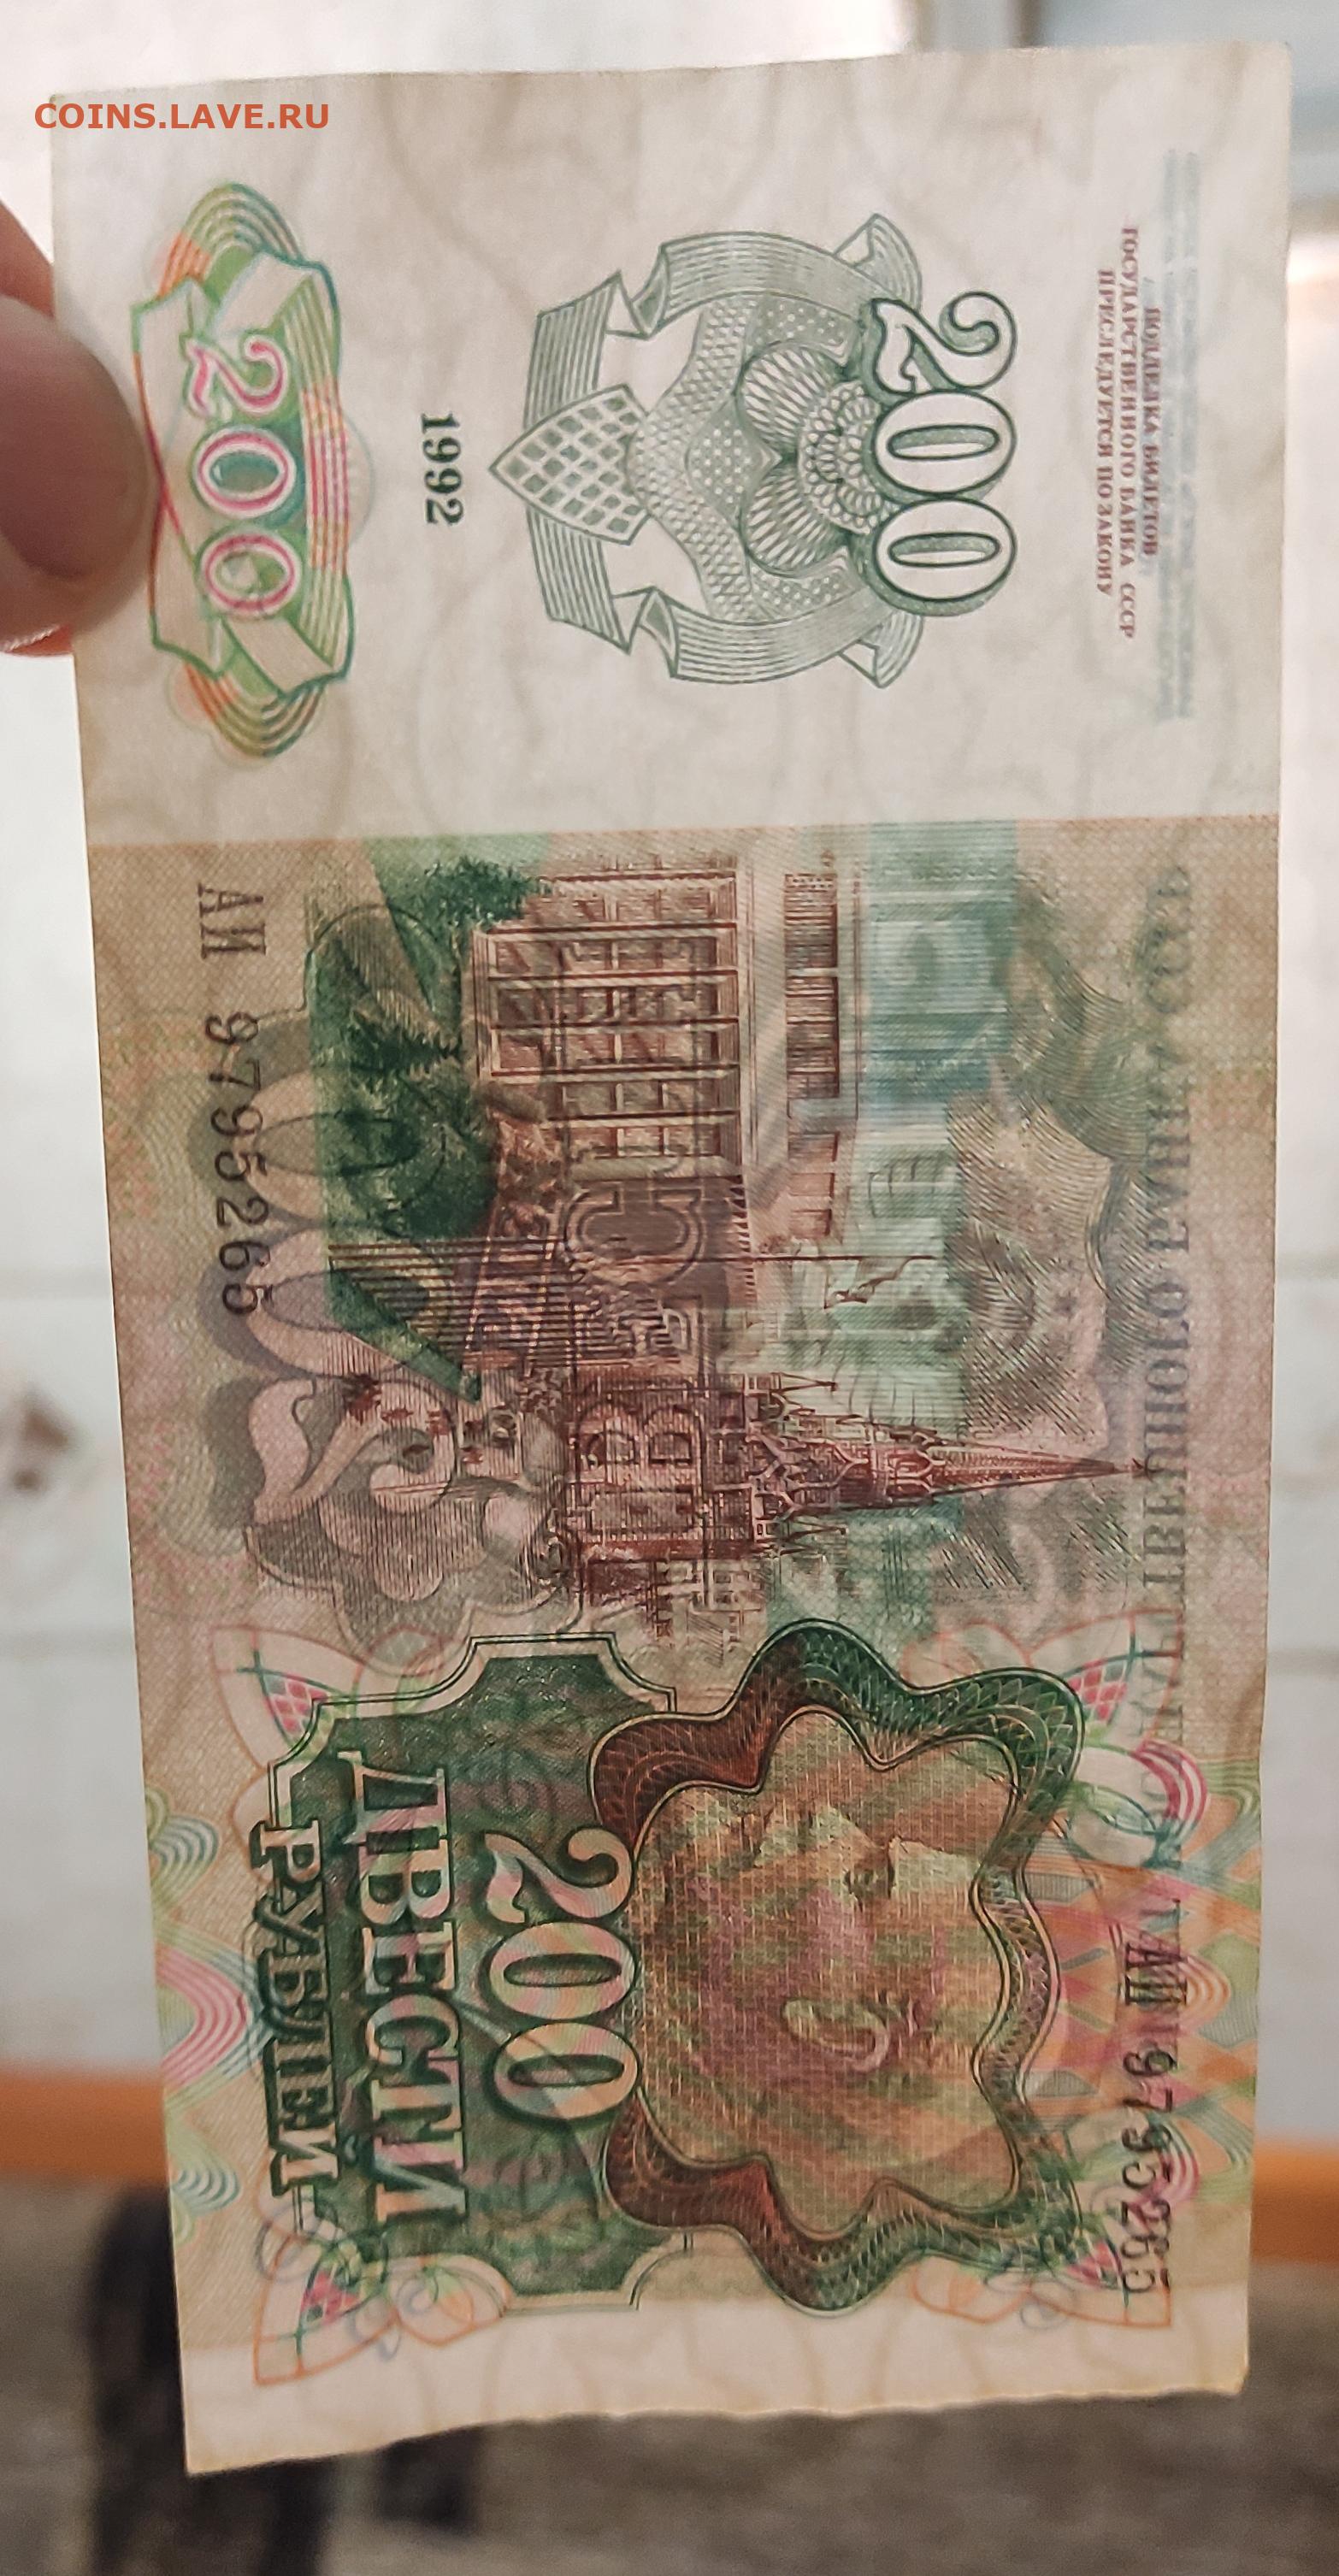 COINS.LAVE.RU
200
1992
200
ПОДДЕЛКА БИЛЕТОВ
ГОСУДАРСТВЕННОГО БАНКА СССР
ПРЕСЛЕДУЕТСЯ ПО ЗАКОНУ
АИ 9795265
200
ДВЕСТИ
РУБЛЕЙ
АИ 9795265